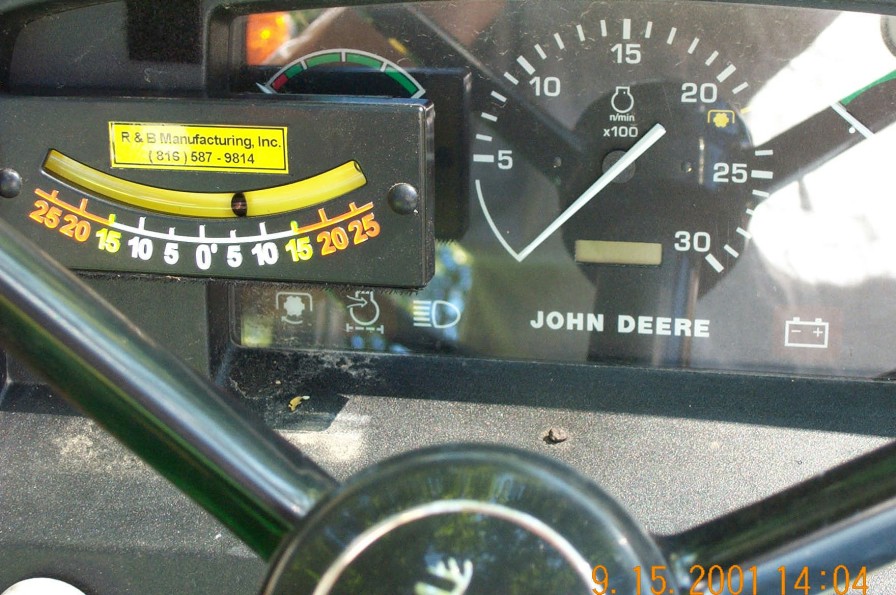 R & B Manufacturing, Inc.
(816) 587 - 9814
25 20 15 10 5 0° 5 10 15 20 25
5 10 15 20 25 30
n/min
x100
JOHN DEERE
9. 15. 2001 14:04